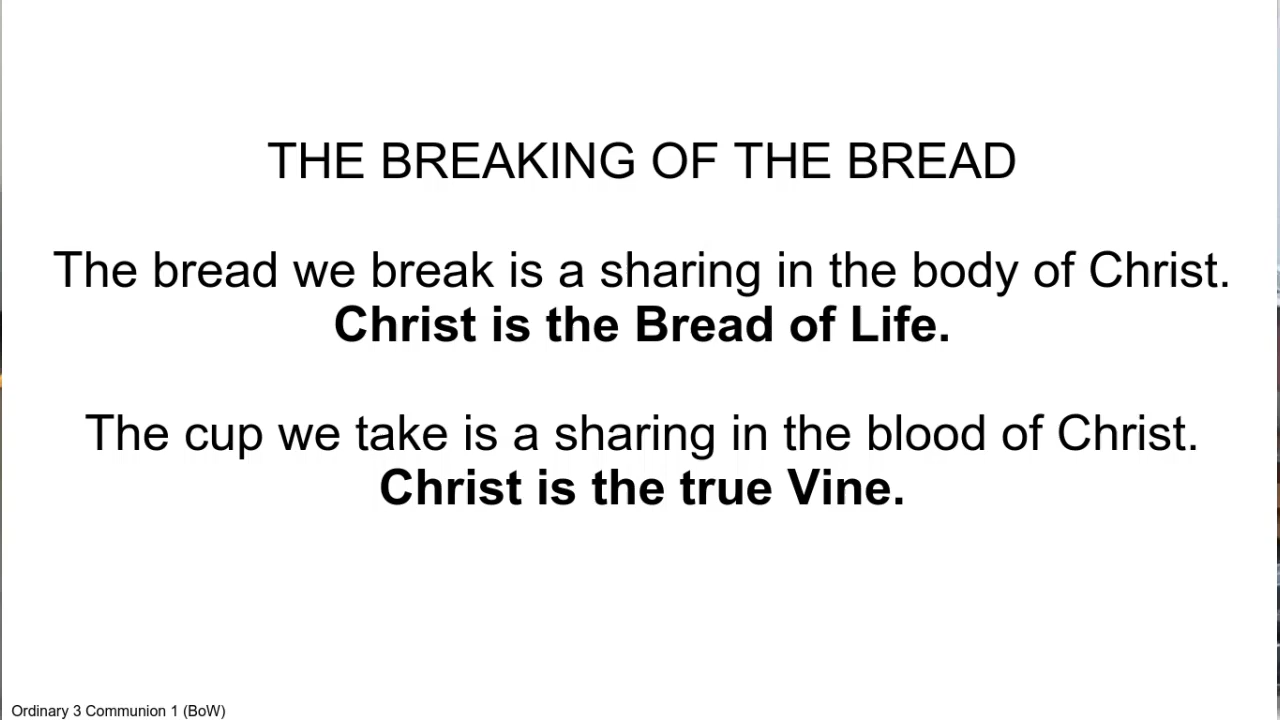 THE BREAKING OF THE BREAD
The bread we break is a sharing in the body of Christ.
Christ is the Bread of Life.
The cup we take is a sharing in the blood of Christ.
Christ is the true Vine.
Ordinary 3 Communion 1 (BoW)